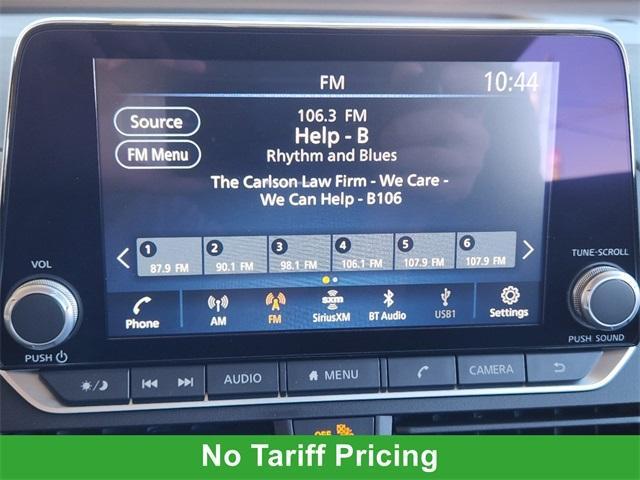 FM
10:44
Source
FM Menu
106.3 FM
Help - B
Rhythm and Blues
The Carlson Law Firm - We Care -
We Can Help - B106
1 2 3 4 5 6
87.9 FM 90.1 FM 98.1 FM 106.1 FM 107.9 FM 107.9 FM
VOL
TUNE-SCROLL
Phone AM FM SiriusXM BT Audio USB1 Settings
sxm
PUSH
PUSH SOUND
AUDIO MENU CAMERA
OFF
No Tariff Pricing